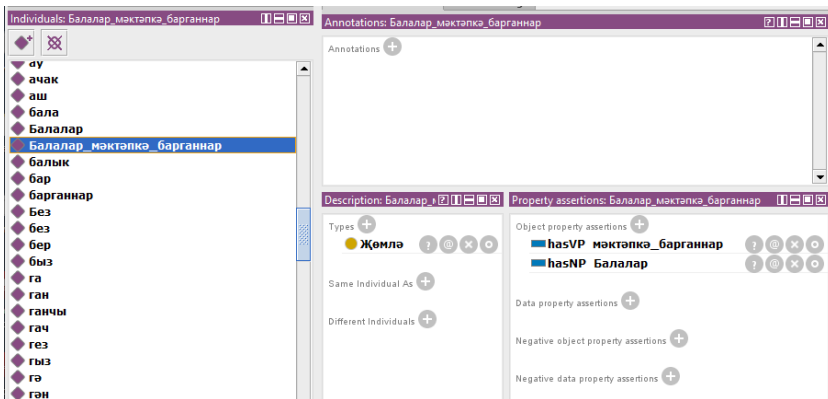 Individuals: Балалар_мәктәпкә_барганнар
ау
ачак
аш
бала
Балалар
Балалар_мәктәпкә_барганнар
балык
бар
барганнар
Без
без
бер
быз
га
ган
ганчы
гач
гез
гыз
гә
гән
Annotations: Балалар_мәктәпкә_барганнар
Annotations
Description: Балалар_м
Types
Җөмлә
Same Individual As
Different Individuals
Property assertions: Балалар_мәктәпкә_барганнар
Object property assertions
hasVP мәктәпкә_барганнар
hasNP Балалар
Data property assertions
Negative object property assertions
Negative data property assertions